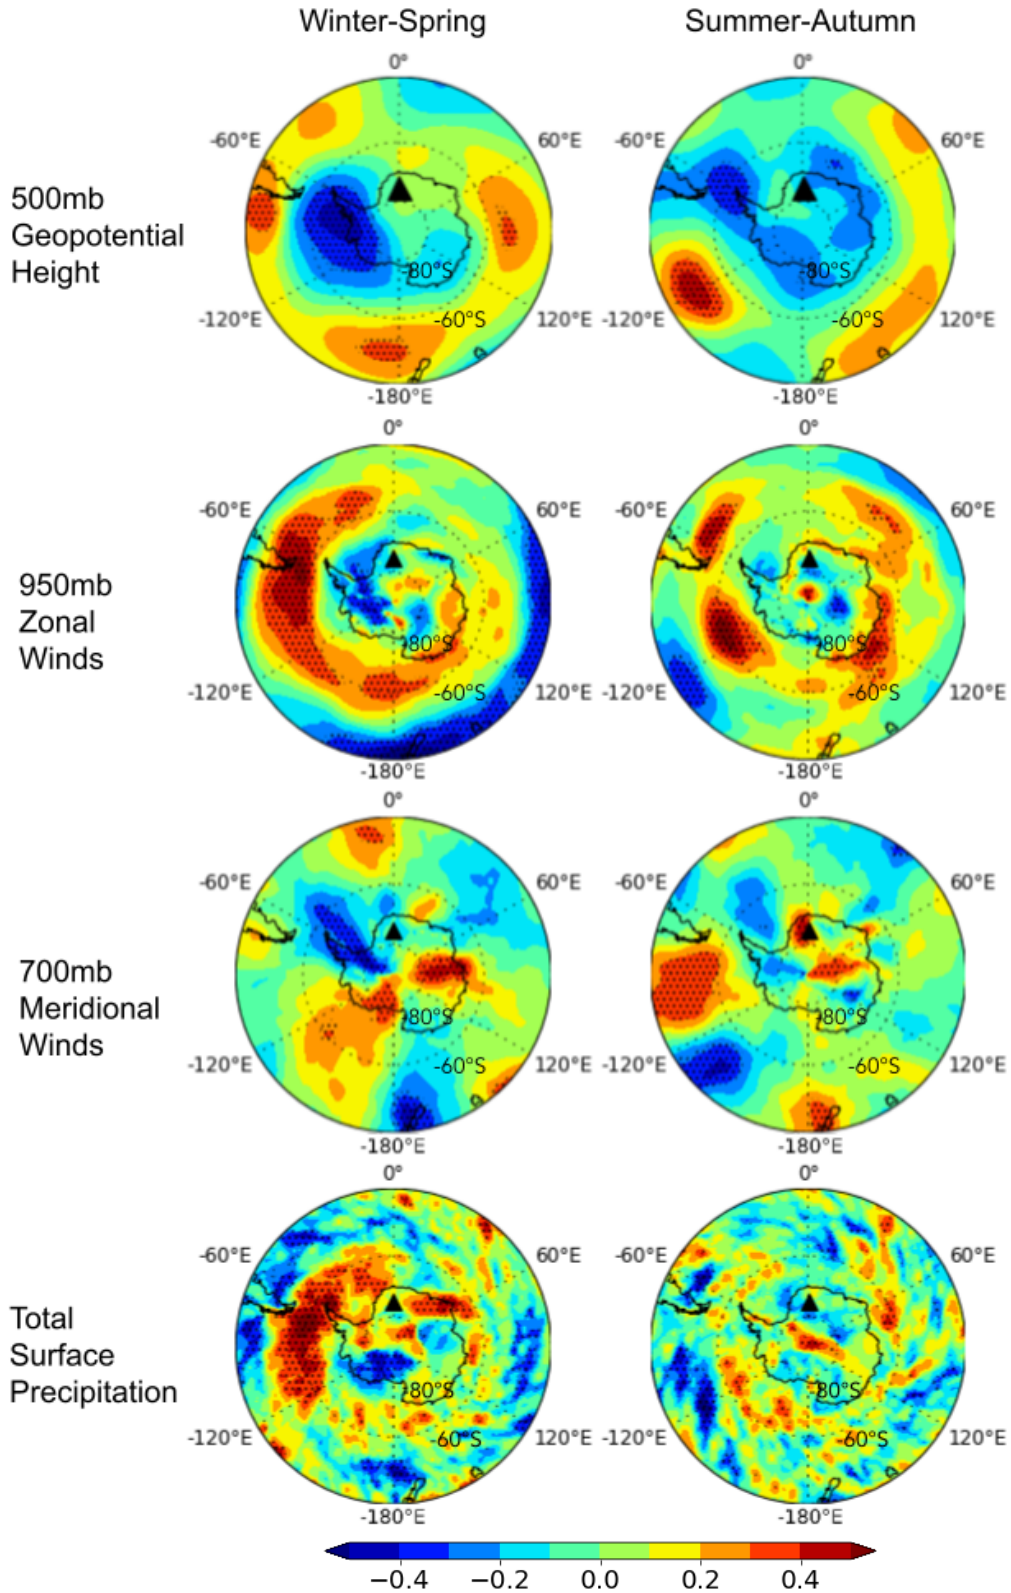 Winter-Spring Summer-Autumn
0° 0°
-60°E 60°E -60°E 60°E
500mb
Geopotential
Height
-80°S -80°S
-120°E -60°S 120°E -120°E -60°S 120°E
-180°E -180°E
0° 0°
-60°E 60°E -60°E 60°E
950mb
Zonal
Winds
-80°S -80°S
-120°E -60°S 120°E -120°E -60°S 120°E
-180°E -180°E
0° 0°
-60°E 60°E -60°E 60°E
700mb
Meridional
Winds
-80°S -80°S
-120°E -60°S 120°E -120°E -60°S 120°E
-180°E -180°E
0° 0°
-60°E 60°E -60°E 60°E
Total
Surface
Precipitation
-80°S -80°S
-120°E -60°S 120°E -120°E -60°S 120°E
-180°E -180°E
−0.4 −0.2 0.0 0.2 0.4